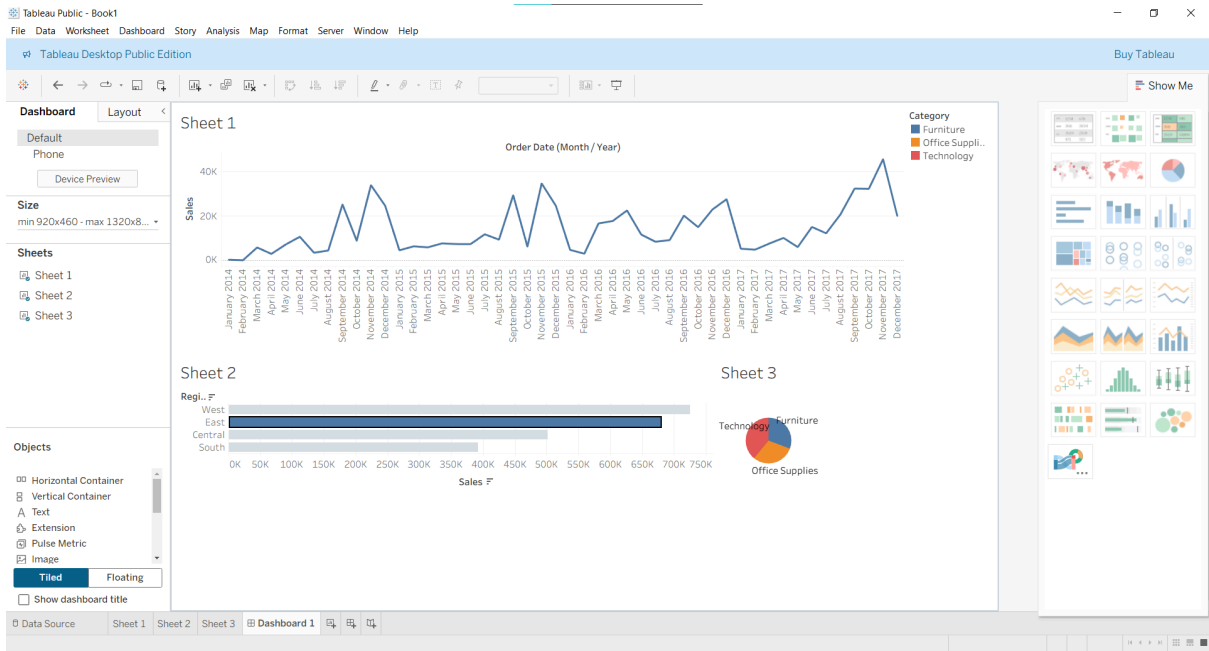 Tableau Public - Book1
File Data Worksheet Dashboard Story Analysis Map Format Server Window Help
Tableau Desktop Public Edition
Buy Tableau
Show Me
Dashboard
Layout
Default
Phone
Device Preview
Size
min 920x460 - max 1320x8...
Sheets
Sheet 1
Sheet 2
Sheet 3
Objects
Horizontal Container
Vertical Container
Text
Extension
Pulse Metric
Image
Tiled
Floating
Show dashboard title
Sheet 1
Order Date (Month / Year)
Sales
40K
20K
0K
January 2014
February 2014
March 2014
April 2014
May 2014
June 2014
July 2014
August 2014
September 2014
October 2014
November 2014
December 2014
January 2015
February 2015
March 2015
April 2015
May 2015
June 2015
July 2015
August 2015
September 2015
October 2015
November 2015
December 2015
January 2016
February 2016
March 2016
April 2016
May 2016
June 2016
July 2016
August 2016
September 2016
October 2016
November 2016
December 2016
January 2017
February 2017
March 2017
April 2017
May 2017
June 2017
July 2017
August 2017
September 2017
October 2017
November 2017
December 2017
Category
Furniture
Office Suppli..
Technology
Sheet 2
Regi..
West
East
Central
South
0K 50K 100K 150K 200K 250K 300K 350K 400K 450K 500K 550K 600K 650K 700K 750K
Sales
Sheet 3
Technology
Furniture
Office Supplies
Data Source Sheet 1 Sheet 2 Sheet 3 Dashboard 1